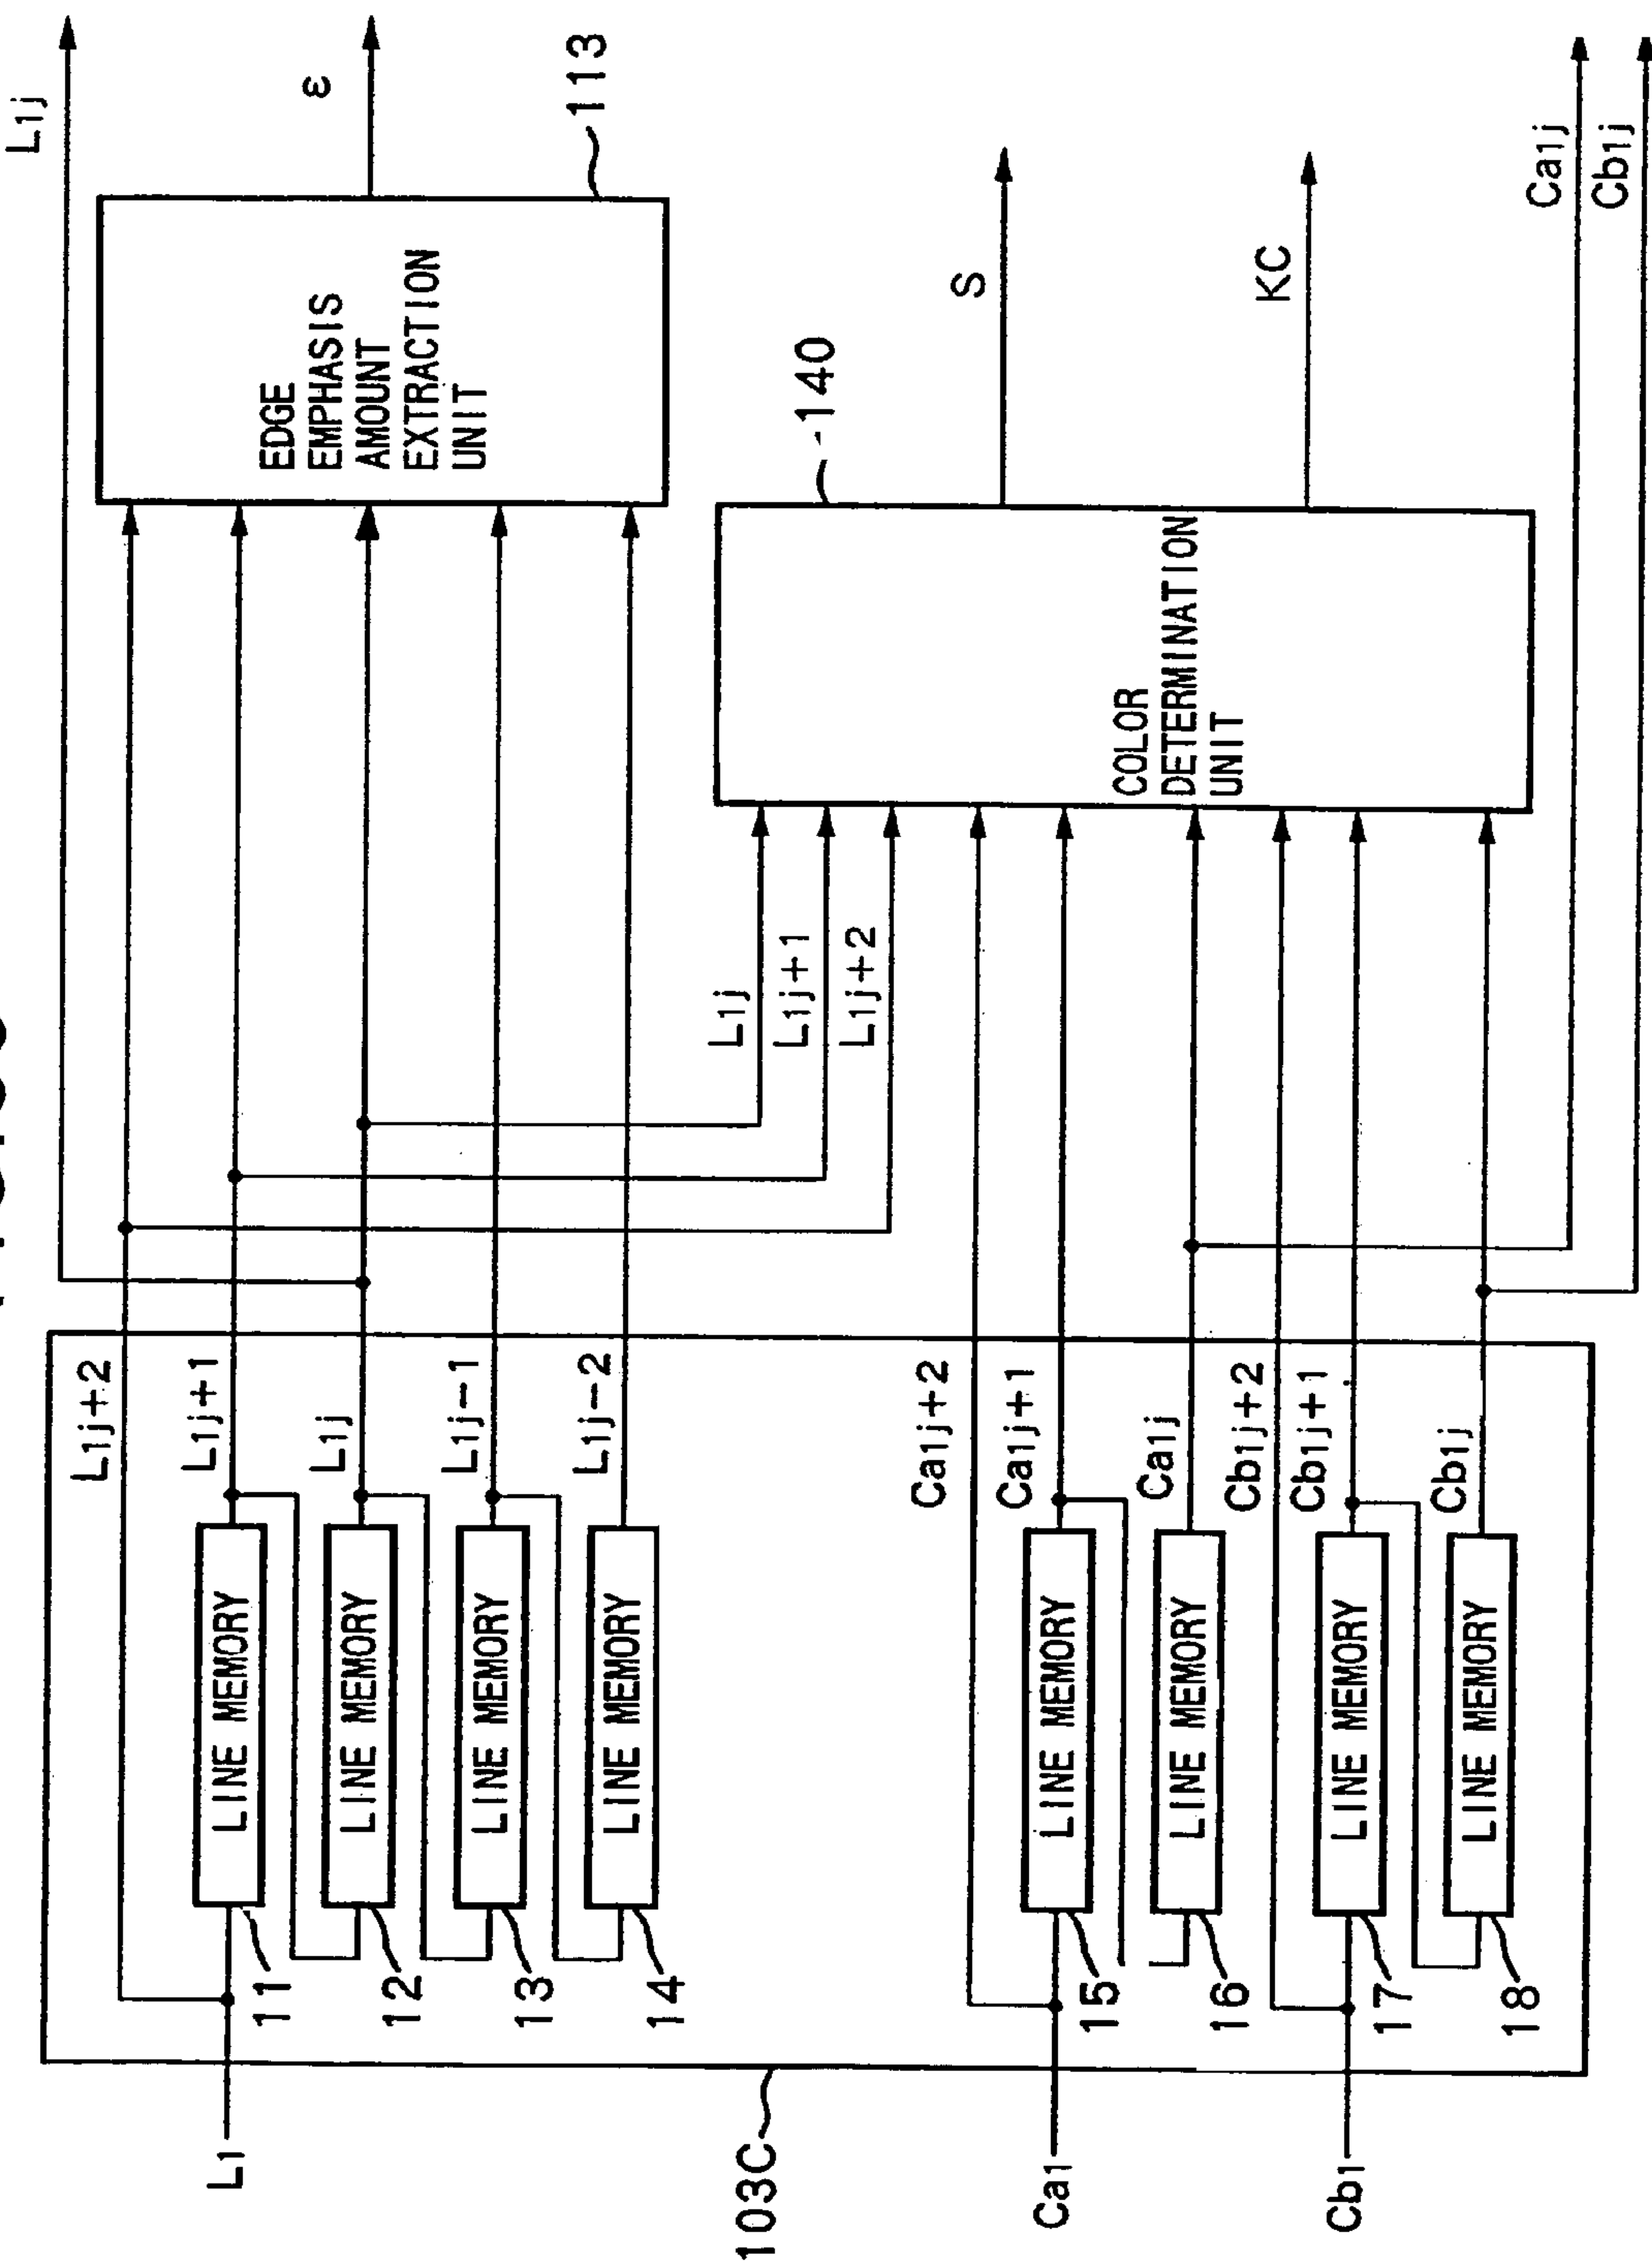 L1j
ε
113
EDGE
EMPHASIS
AMOUNT
EXTRACTION
UNIT
S
KC
140
COLOR
DETERMINATION
UNIT
Ca1j
Cb1j
L1j
L1j+1
L1j+2
L1j+2
L1j+1
L1j
L1j-1
L1j-2
Ca1j+2
Ca1j+1
Ca1j
Cb1j+2
Cb1j+1
Cb1j
LINE MEMORY
LINE MEMORY
LINE MEMORY
LINE MEMORY
LINE MEMORY
LINE MEMORY
LINE MEMORY
LINE MEMORY
11
12
13
14
15
16
17
18
L1
103C
Ca1
Cb1